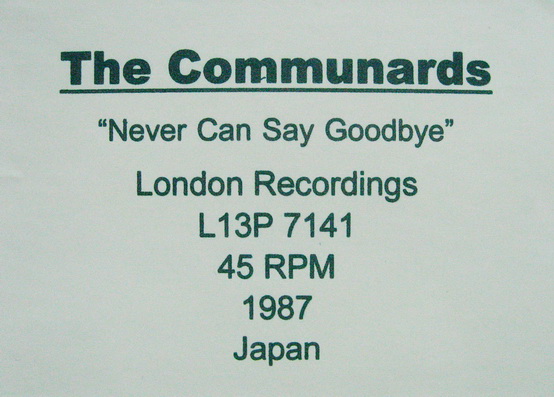 The Communards
“Never Can Say Goodbye”
London Recordings
L13P 7141
45 RPM
1987
Japan